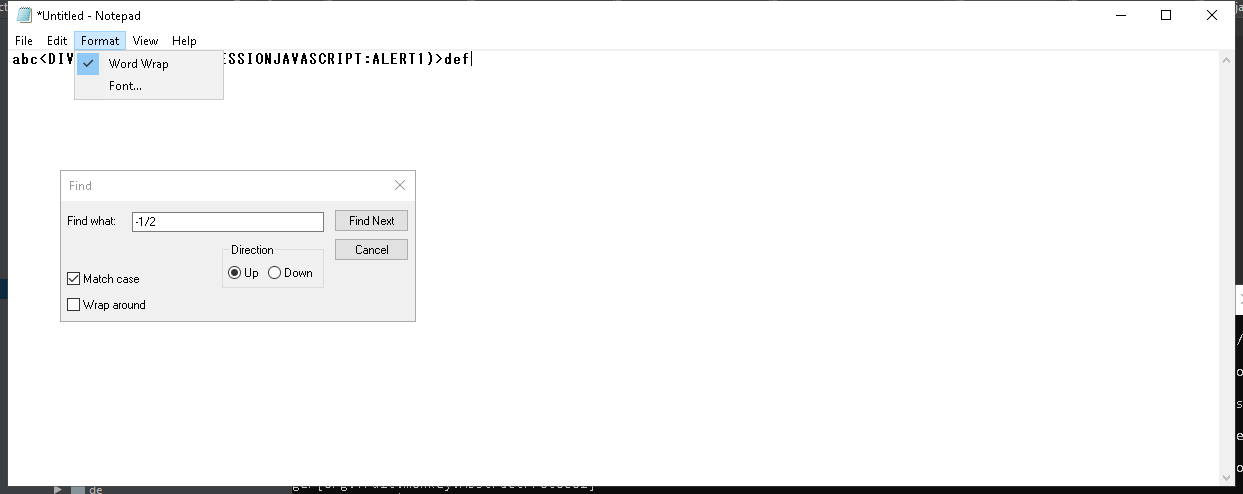 *Untitled - Notepad
File Edit Format View Help
abc<DIV ESSIONJAVASCRIPT:ALERT1)>def
Word Wrap
Font...
Find
Find what: -1/2 Find Next
Direction Cancel
Up Down
Match case
Wrap around
de